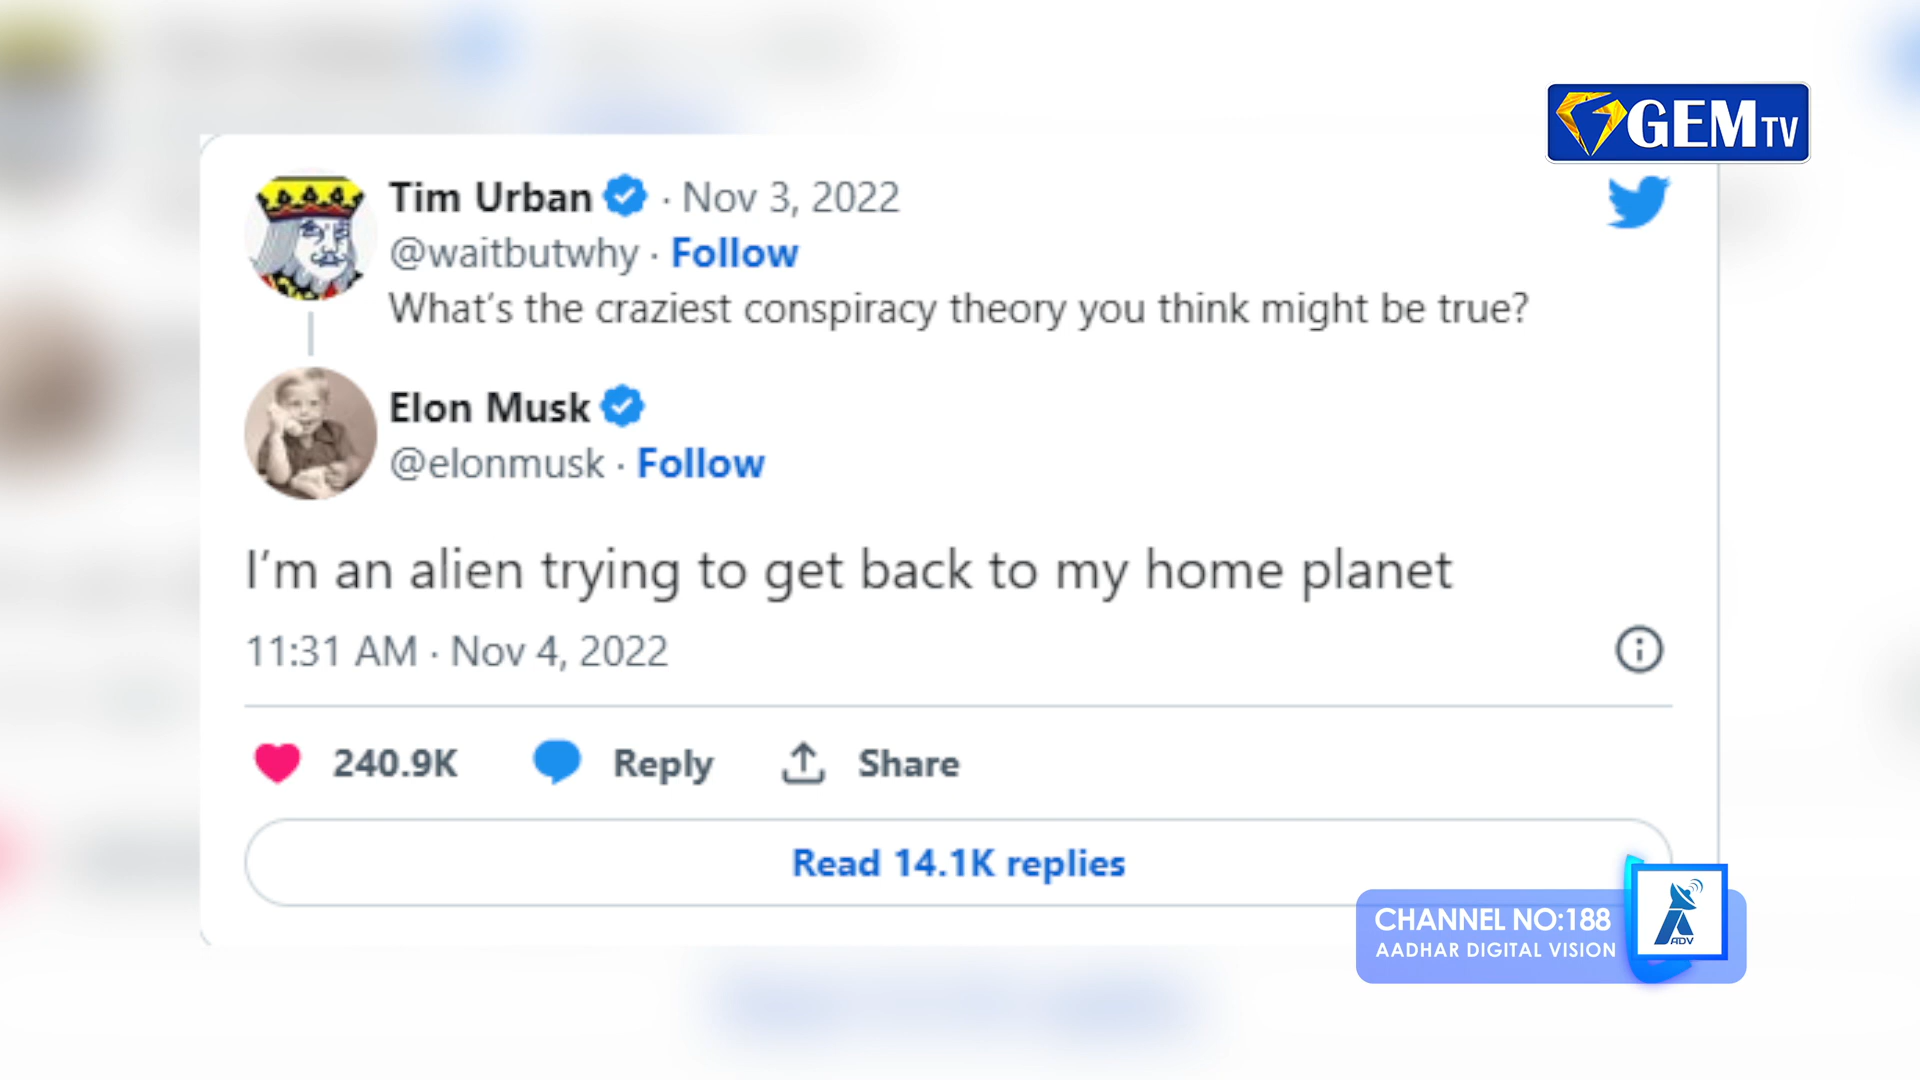 GEMTV
Tim Urban · Nov 3, 2022
@waitbutwhy · Follow
What's the craziest conspiracy theory you think might be true?
Elon Musk
@elonmusk · Follow
I'm an alien trying to get back to my home planet
11:31 AM · Nov 4, 2022
240.9K Reply Share
Read 14.1K replies
CHANNEL NO:188
AADHAR DIGITAL VISION
ADV